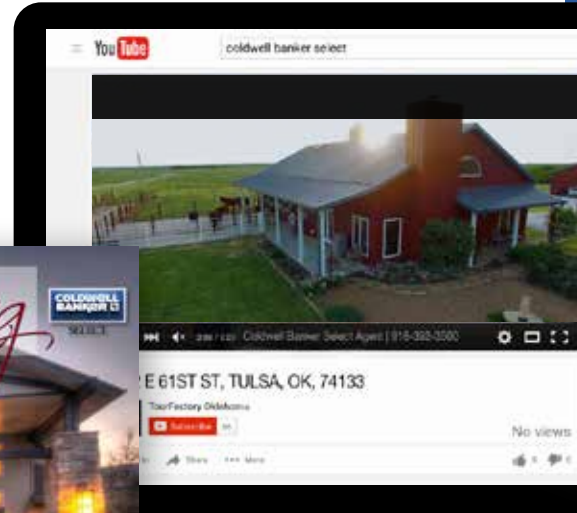 YouTube
coldwell banker select
COLDWELL
BANKER
SELECT
Coldwell Banker Select Agent | 918-392-3500
E 61ST ST, TULSA, OK, 74133
TourFactory Oklahoma
Subscribe
No views
Share ••• More